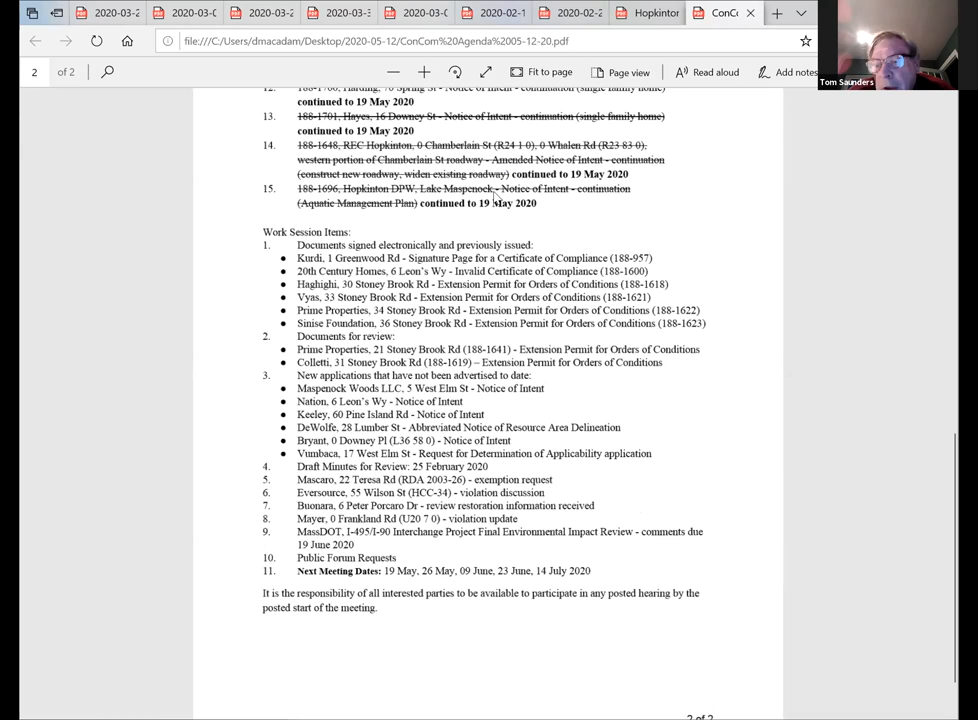 2020-03-2
2020-03-0
2020-03-2
2020-03-3
2020-03-0
2020-02-1
2020-02-2
Hopkinton
ConCo
file:///C:/Users/dmacadam/Desktop/2020-05-12/ConCom%20Agenda%2005-12-20.pdf
2 of 2
Fit to page
Page view
Read aloud
Add notes
Tom Saunders
12. 188-1700, Harding, 70 Spring St - Notice of Intent - continuation (single family home)
continued to 19 May 2020
13. 188-1701, Hayes, 16 Downey St - Notice of Intent - continuation (single family home)
continued to 19 May 2020
14. 188-1648, REC Hopkinton, 0 Chamberlain St (R24 1 0), 0 Whalen Rd (R23 83 0),
western portion of Chamberlain St roadway - Amended Notice of Intent - continuation
(construct new roadway, widen existing roadway) continued to 19 May 2020
15. 188-1696, Hopkinton DPW, Lake Maspenock - Notice of Intent - continuation
(Aquatic Management Plan) continued to 19 May 2020
Work Session Items:
1. Documents signed electronically and previously issued:
● Kurdi, 1 Greenwood Rd - Signature Page for a Certificate of Compliance (188-957)
● 20th Century Homes, 6 Leon's Wy - Invalid Certificate of Compliance (188-1600)
● Haghighi, 30 Stoney Brook Rd - Extension Permit for Orders of Conditions (188-1618)
● Vyas, 33 Stoney Brook Rd - Extension Permit for Orders of Conditions (188-1621)
● Prime Properties, 34 Stoney Brook Rd - Extension Permit for Orders of Conditions (188-1622)
● Sinise Foundation, 36 Stoney Brook Rd - Extension Permit for Orders of Conditions (188-1623)
2. Documents for review:
● Prime Properties, 21 Stoney Brook Rd (188-1641) - Extension Permit for Orders of Conditions
● Colletti, 31 Stoney Brook Rd (188-1619) – Extension Permit for Orders of Conditions
3. New applications that have not been advertised to date:
● Maspenock Woods LLC, 5 West Elm St - Notice of Intent
● Nation, 6 Leon's Wy - Notice of Intent
● Keeley, 60 Pine Island Rd - Notice of Intent
● DeWolfe, 28 Lumber St - Abbreviated Notice of Resource Area Delineation
● Bryant, 0 Downey Pl (L36 58 0) - Notice of Intent
● Vumbaca, 17 West Elm St - Request for Determination of Applicability application
4. Draft Minutes for Review: 25 February 2020
5. Mascaro, 22 Teresa Rd (RDA 2003-26) - exemption request
6. Eversource, 55 Wilson St (HCC-34) - violation discussion
7. Buonara, 6 Peter Porcaro Dr - review restoration information received
8. Mayer, 0 Frankland Rd (U20 7 0) - violation update
9. MassDOT, I-495/I-90 Interchange Project Final Environmental Impact Review - comments due
19 June 2020
10. Public Forum Requests
11. Next Meeting Dates: 19 May, 26 May, 09 June, 23 June, 14 July 2020
It is the responsibility of all interested parties to be available to participate in any posted hearing by the
posted start of the meeting.
2 of 2